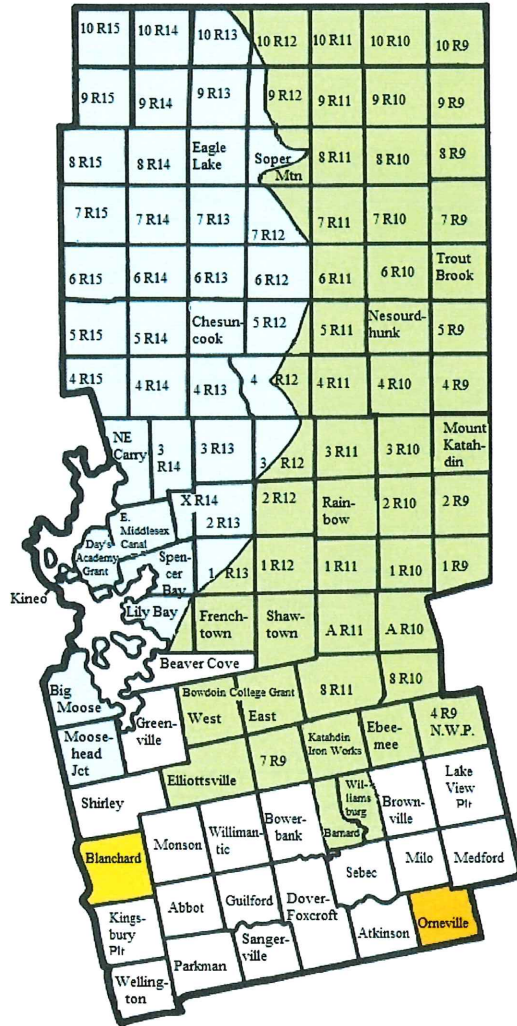 10 R15 10 R14 10 R13 10 R12 10 R11 10 R10 10 R9
9 R15 9 R14 9 R13 9 R12 9 R11 9 R10 9 R9
8 R15 8 R14 Eagle Soper 8 R11 8 R10 8 R9
Lake Mtn
7 R15 7 R14 7 R13 7 R12 7 R11 7 R10 7 R9
6 R15 6 R14 6 R13 6 R12 6 R11 6 R10 Trout
Brook
5 R15 5 R14 Chesun- 5 R12 5 R11 Nesourd- 5 R9
cook hunk
4 R15 4 R14 4 R13 4 R12 4 R11 4 R10 4 R9
NE 3 3 R13 3 R12 3 R11 3 R10 Mount
Carry R14 Katah-
din
X R14 2 R13 2 R12 Rain- 2 R10 2 R9
bow
E.
Middlesex
Canal
Day's
Academy
Grant
Spen-
cer
Bay
1 R13 1 R12 1 R11 1 R10 1 R9
Kineo
Lily Bay French- Shaw- A R11 A R10
town town
Beaver Cove
Big
Moose
Green-
ville
Bowdoin College Grant
West East
8 R11 8 R10
Moose-
head
Jct
Elliottsville 7 R9
Katahdin
Iron Works
Ebee-
mee
4 R9
N.W.P.
Shirley
Wil-
liams
burg
Barnard
Lake
View
Plt
Blanchard Monson Williman-
tic
Bower-
bank
Brown-
ville
Sebec Milo Medford
Kings-
bury
Plt
Abbot Guilford Dover-
Foxcroft
Atkinson Orneville
Sanger-
ville
Parkman
Welling-
ton